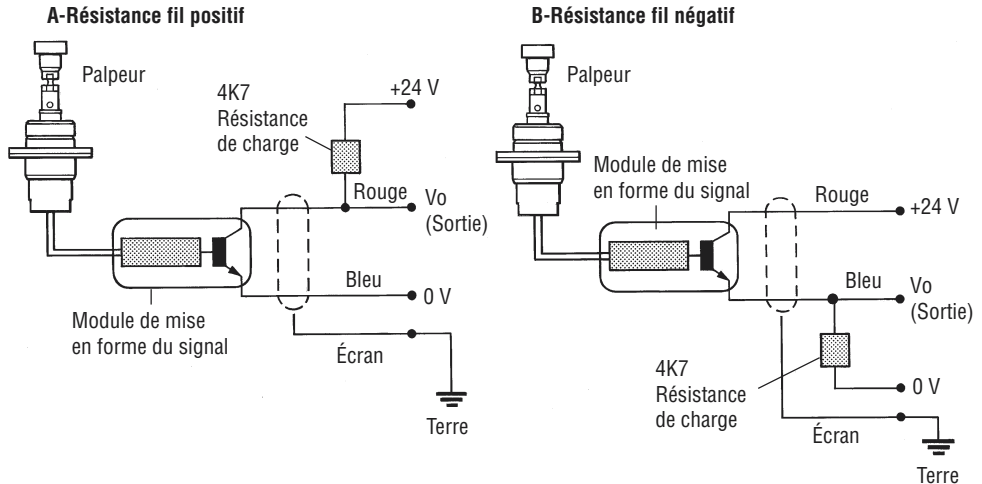 A-Résistance fil positif
Palpeur
4K7
Résistance
de charge
+24 V
Rouge
Vo
(Sortie)
Bleu
0 V
Module de mise
en forme du signal
Écran
Terre
B-Résistance fil négatif
Palpeur
Module de mise
en forme du signal
Rouge
+24 V
Bleu
Vo
(Sortie)
4K7
Résistance
de charge
0 V
Écran
Terre